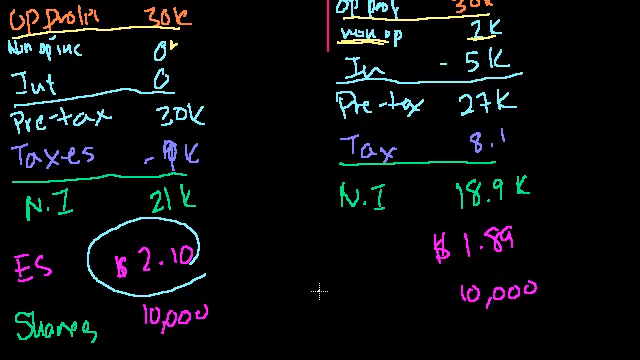 Op profit 30K
Non op inc 0
Int 0
Pre-tax 30K
Taxes -9K
N.I 21K
ES $2.10
Shares 10,000
Op prof 30K
Non op 2K
In -5K
Pre-tax 27K
Tax 8.1
N.I 18.9K
$1.89
10,000